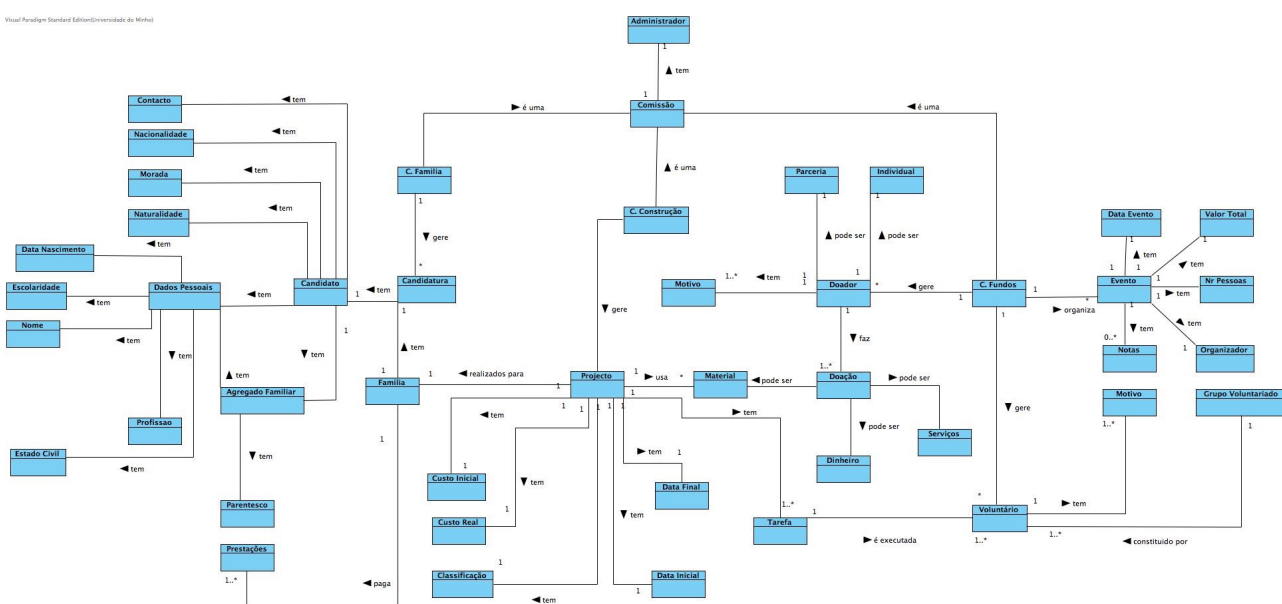 Visual Paradigm Standard Edition(Universidade do Minho)
Administrador
1
▲ tem
1
Comissão
► é uma
◄ é uma
▲ é uma
Contacto
◄ tem
Nacionalidade
◄ tem
Morada
◄ tem
Naturalidade
◄ tem
C. Familia
1
▼ gere
*
C. Construção
▼ gere
Parceria
1
Individual
1
▲ pode ser
▲ pode ser
Data Evento
1
Valor Total
1
Data Nascimento
◄ tem
Escolaridade
◄ tem
Nome
◄ tem
Dados Pessoais
◄ tem
Candidato
1
◄ tem
Candidatura
1
1
Motivo
1..*
◄ tem
1
1
1
Doador
*
◄ gere
1
C. Fundos
1
► organiza
*
Evento
1
1
▲ tem
▲ tem
1
► tem
Nr Pessoas
1
▼ tem
0..*
Notas
► tem
1
Organizador
▼ tem
▼ tem
▲ tem
▼ tem
Agregado Familiar
▲ tem
1
Familia
1
◄ realizados para
Projecto
1
1
► usa
*
Material
◄ pode ser
1
▼ faz
1..*
Doação
► pode ser
▼ pode ser
Serviços
Dinheiro
▼ gere
*
Motivo
1..*
Grupo Voluntariado
1
Profissao
Estado Civil
◄ tem
▼ tem
Parentesco
Prestações
1..*
◄ paga
1
◄ tem
1
Custo Inicial
▼ tem
1
Custo Real
1
Classificação
◄ tem
1
1
1
1
1
1
► tem
1
Data Final
▼ tem
1
Data Inicial
► tem
1..*
Tarefa
1
► é executada
1..*
Voluntário
1
► tem
1..*
◄ constituido por